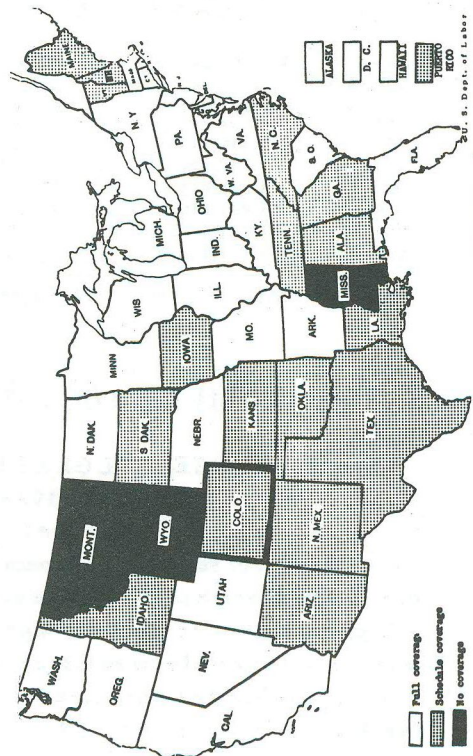 WASH.
OREG.
CAL
NEV.
IDAHO
MONT.
WYO
UTAH
ARIZ
COLO
N. MEX.
N. DAK.
S. DAK.
NEBR.
KANS
OKLA.
TEX.
MINN
IOWA
MO.
ARK.
LA.
WIS
ILL.
MICH.
IND.
OHIO
KY.
TENN.
MISS.
ALA.
GA.
FLA.
S. C.
N. C.
VA.
W. VA
PA.
N. Y
MAINE
Full coverage
Schedule coverage
No coverage
ALASKA
D. C.
HAWAII
PUERTO
RICO
U. S. Dept. of Labor